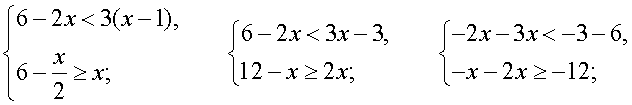 {6 − 2x < 3(x − 1), 6 − x/2 ≥ x;
{6 − 2x < 3x − 3, 12 − x ≥ 2x;
{−2x − 3x < −3 − 6, −x − 2x ≥ −12;